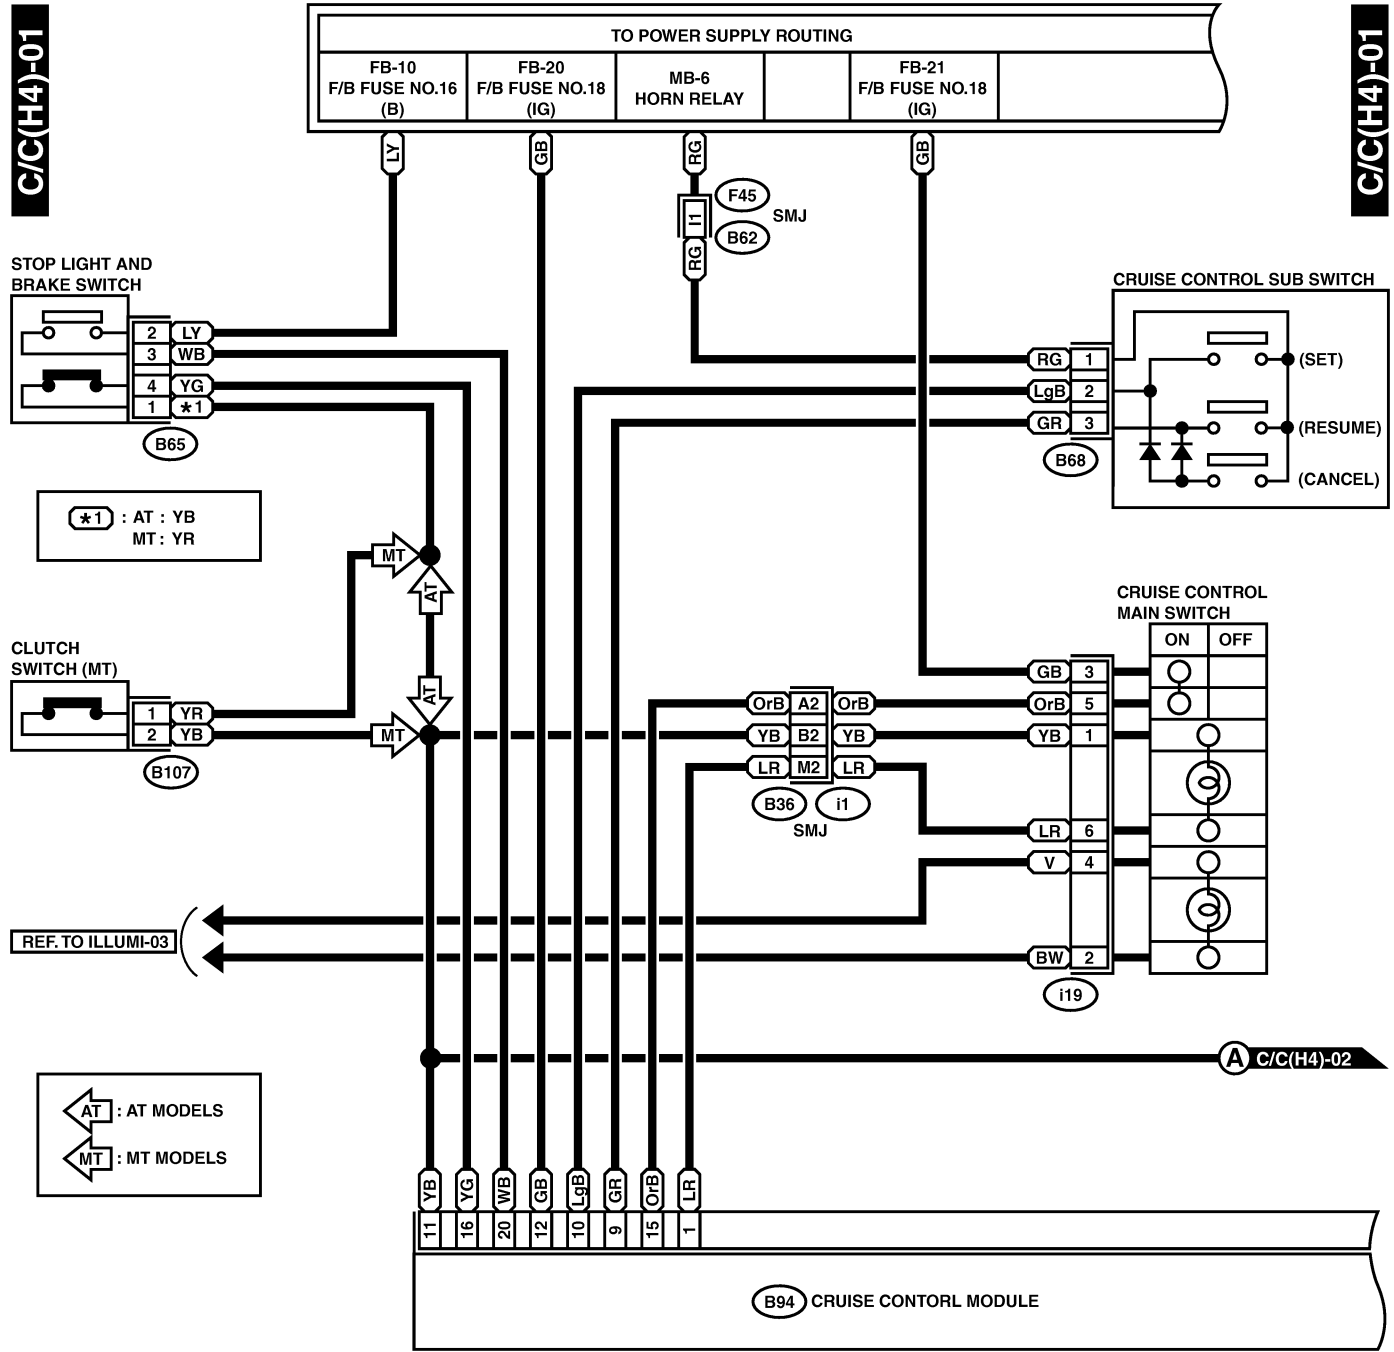 C/C(H4)-01
C/C(H4)-01
TO POWER SUPPLY ROUTING
FB-10
F/B FUSE NO.16
(B)
FB-20
F/B FUSE NO.18
(IG)
MB-6
HORN RELAY
FB-21
F/B FUSE NO.18
(IG)
LY
GB
RG
GB
I1
F45
B62
SMJ
RG
STOP LIGHT AND
BRAKE SWITCH
2 LY
3 WB
4 YG
1 *1
B65
*1 : AT : YB
MT : YR
CRUISE CONTROL SUB SWITCH
RG 1
LgB 2
GR 3
B68
(SET)
(RESUME)
(CANCEL)
MT
AT
AT
MT
CLUTCH
SWITCH (MT)
1 YR
2 YB
B107
CRUISE CONTROL
MAIN SWITCH
ON OFF
GB 3
OrB 5
YB 1
LR 6
V 4
BW 2
i19
OrB A2 OrB
YB B2 YB
LR M2 LR
B36 i1
SMJ
REF. TO ILLUMI-03
A C/C(H4)-02
AT : AT MODELS
MT : MT MODELS
YB YG WB GB LgB GR OrB LR
11 16 20 12 10 9 15 1
B94 CRUISE CONTORL MODULE